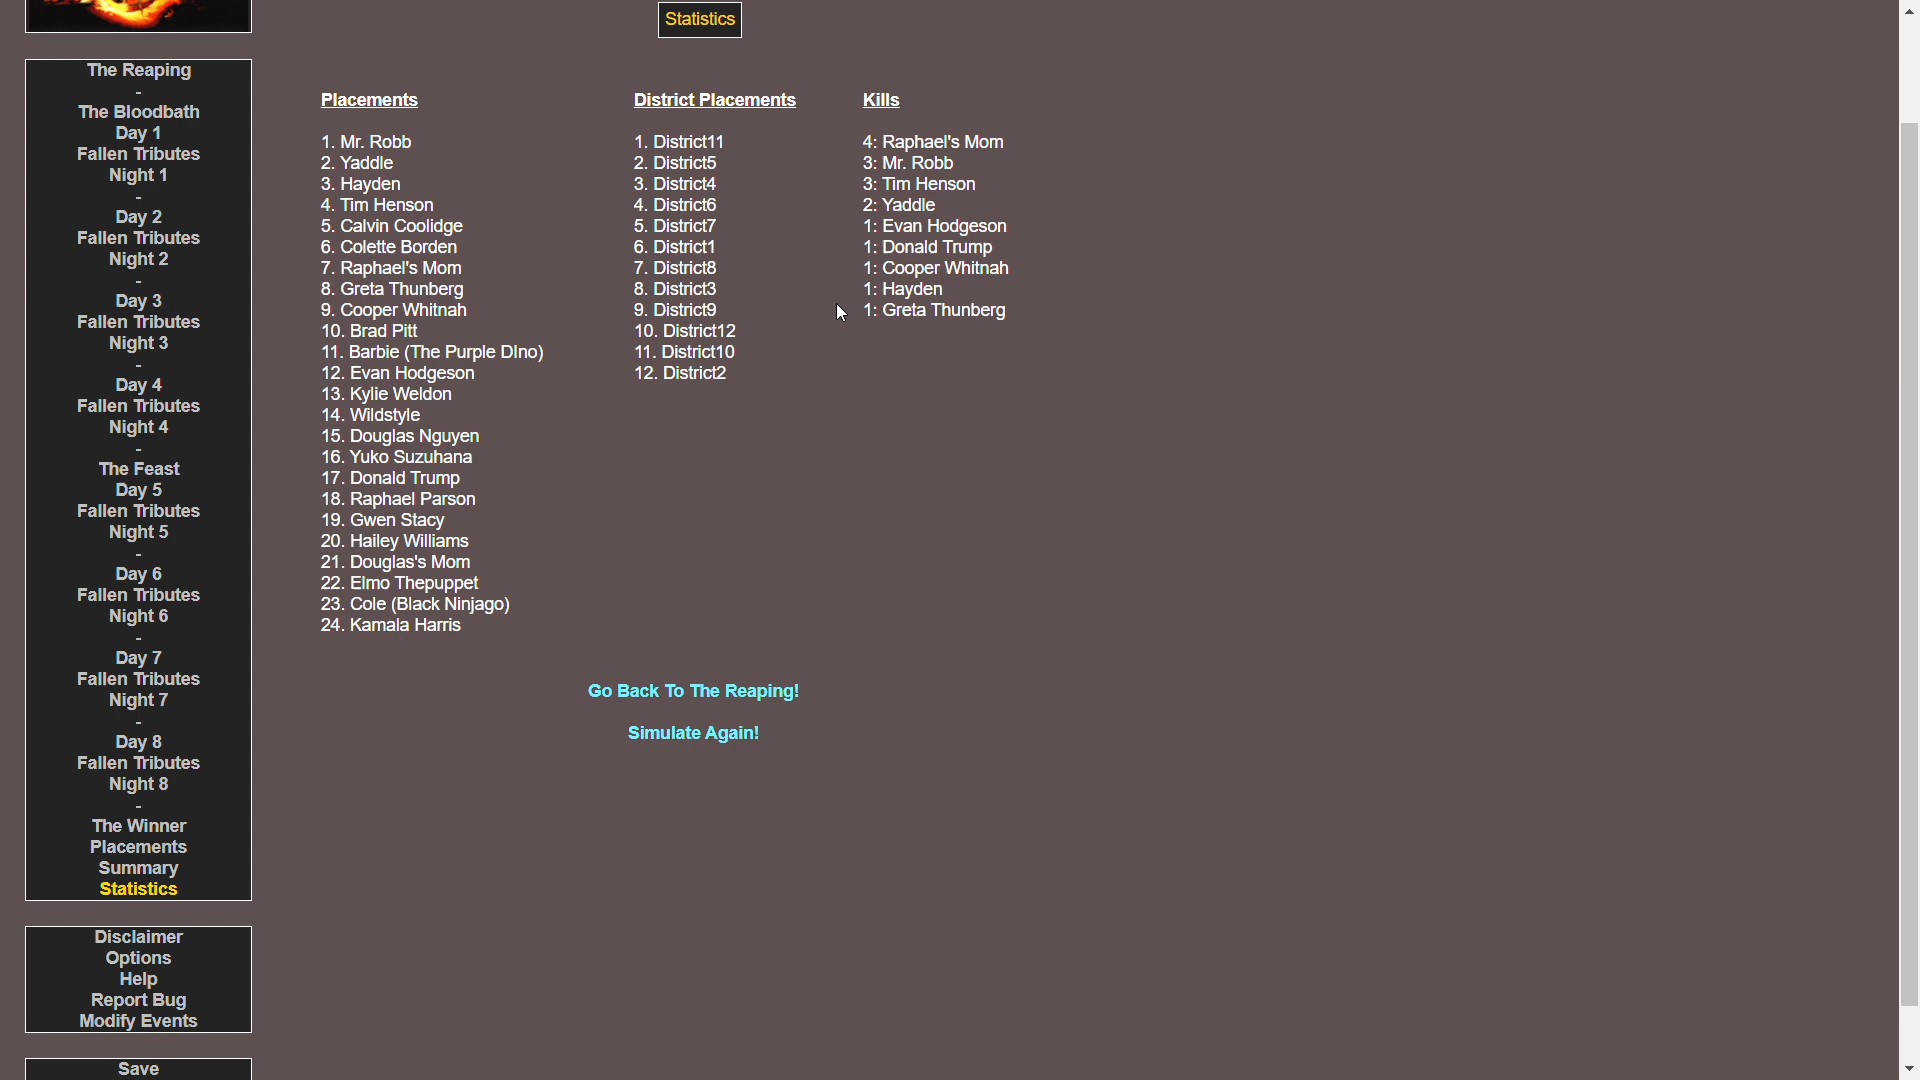 Statistics
The Reaping
-
The Bloodbath
Day 1
Fallen Tributes
Night 1
-
Day 2
Fallen Tributes
Night 2
-
Day 3
Fallen Tributes
Night 3
-
Day 4
Fallen Tributes
Night 4
-
The Feast
Day 5
Fallen Tributes
Night 5
-
Day 6
Fallen Tributes
Night 6
-
Day 7
Fallen Tributes
Night 7
-
Day 8
Fallen Tributes
Night 8
-
The Winner
Placements
Summary
Statistics
Disclaimer
Options
Help
Report Bug
Modify Events
Save
Placements
1. Mr. Robb
2. Yaddle
3. Hayden
4. Tim Henson
5. Calvin Coolidge
6. Colette Borden
7. Raphael's Mom
8. Greta Thunberg
9. Cooper Whitnah
10. Brad Pitt
11. Barbie (The Purple DIno)
12. Evan Hodgeson
13. Kylie Weldon
14. Wildstyle
15. Douglas Nguyen
16. Yuko Suzuhana
17. Donald Trump
18. Raphael Parson
19. Gwen Stacy
20. Hailey Williams
21. Douglas's Mom
22. Elmo Thepuppet
23. Cole (Black Ninjago)
24. Kamala Harris
District Placements
1. District11
2. District5
3. District4
4. District6
5. District7
6. District1
7. District8
8. District3
9. District9
10. District12
11. District10
12. District2
Kills
4: Raphael's Mom
3: Mr. Robb
3: Tim Henson
2: Yaddle
1: Evan Hodgeson
1: Donald Trump
1: Cooper Whitnah
1: Hayden
1: Greta Thunberg
Go Back To The Reaping!
Simulate Again!